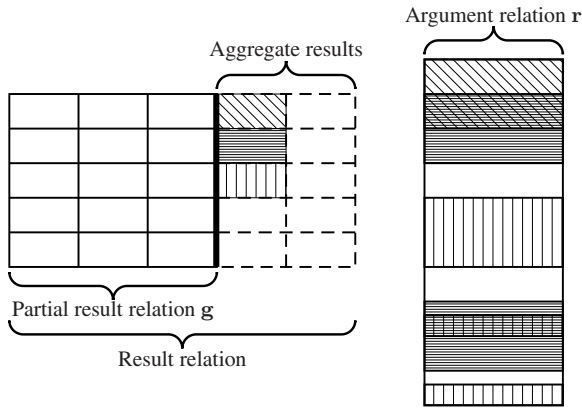 Argument relation r
Aggregate results
Partial result relation g
Result relation